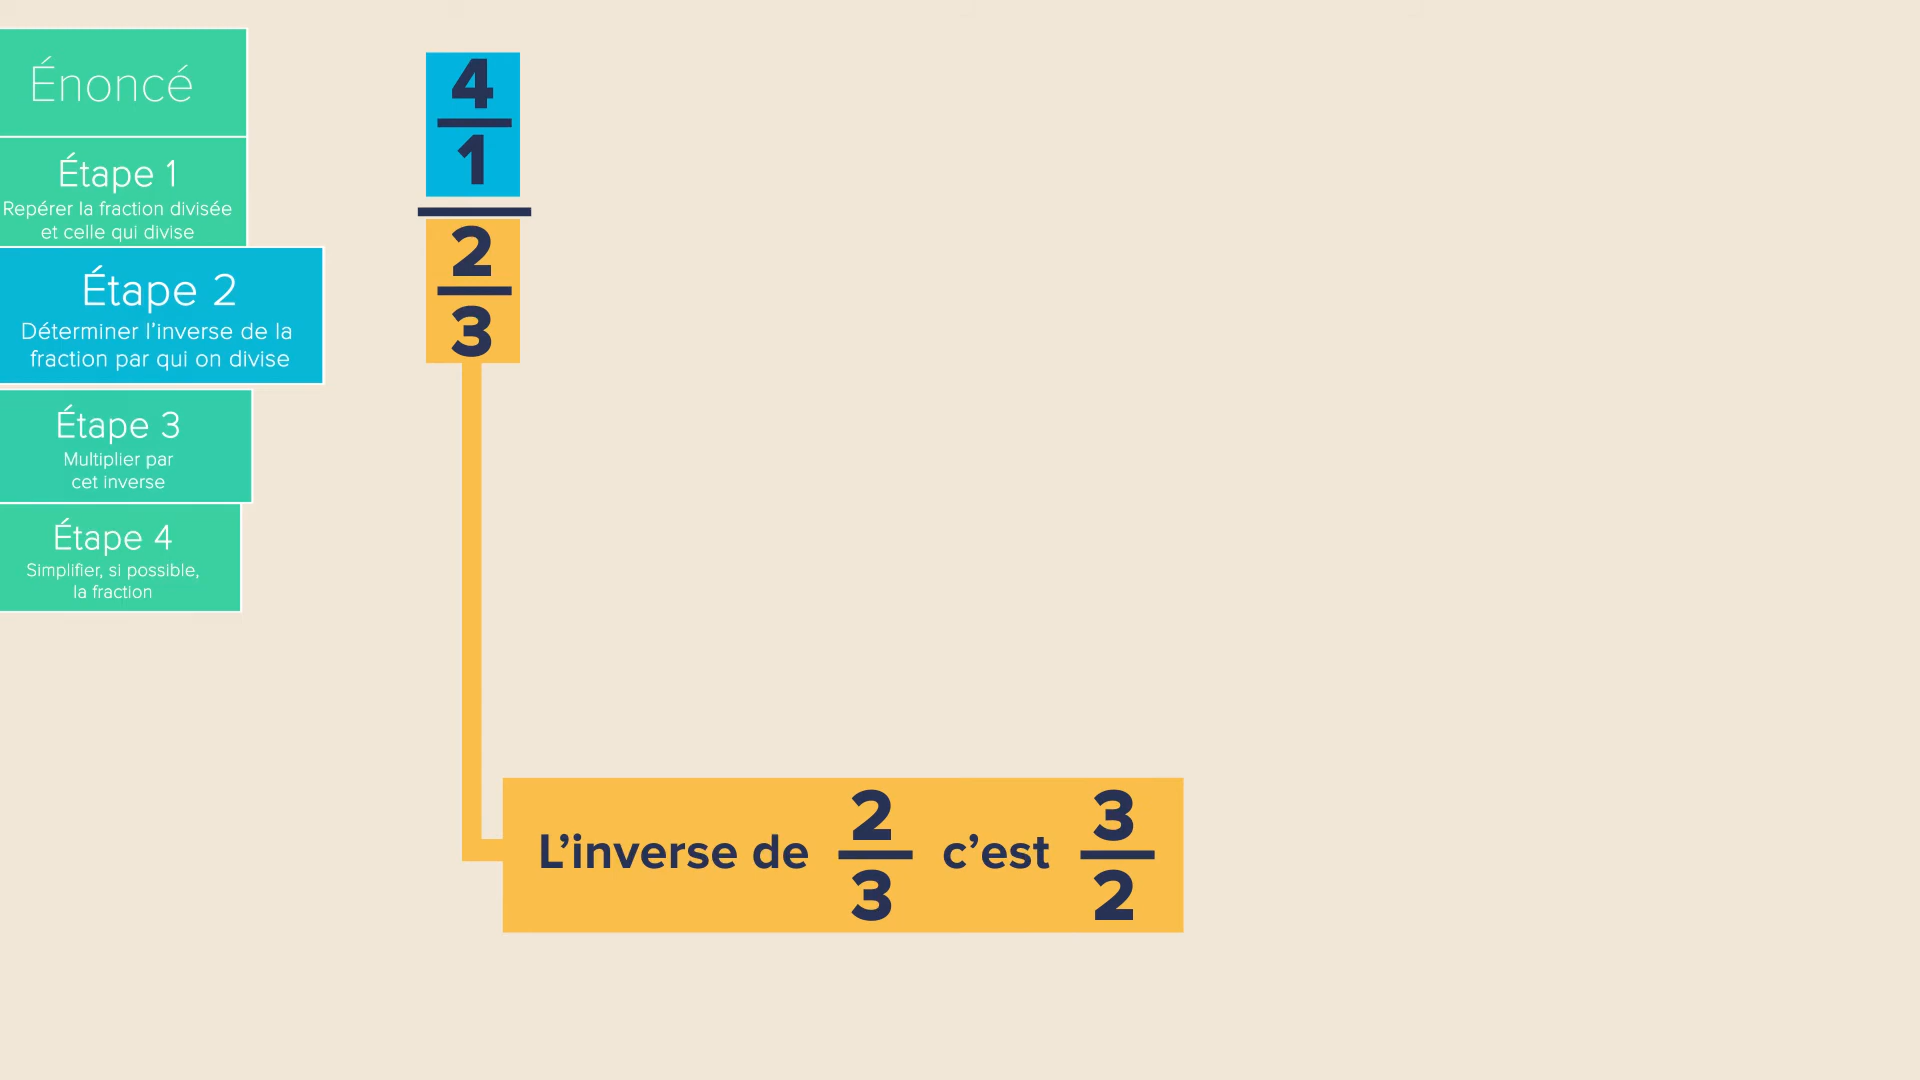 Énoncé
Étape 1
Repérer la fraction divisée
et celle qui divise
Étape 2
Déterminer l’inverse de la
fraction par qui on divise
Étape 3
Multiplier par
cet inverse
Étape 4
Simplifier, si possible,
la fraction
4
1
2
3
L’inverse de 2/3 c’est 3/2